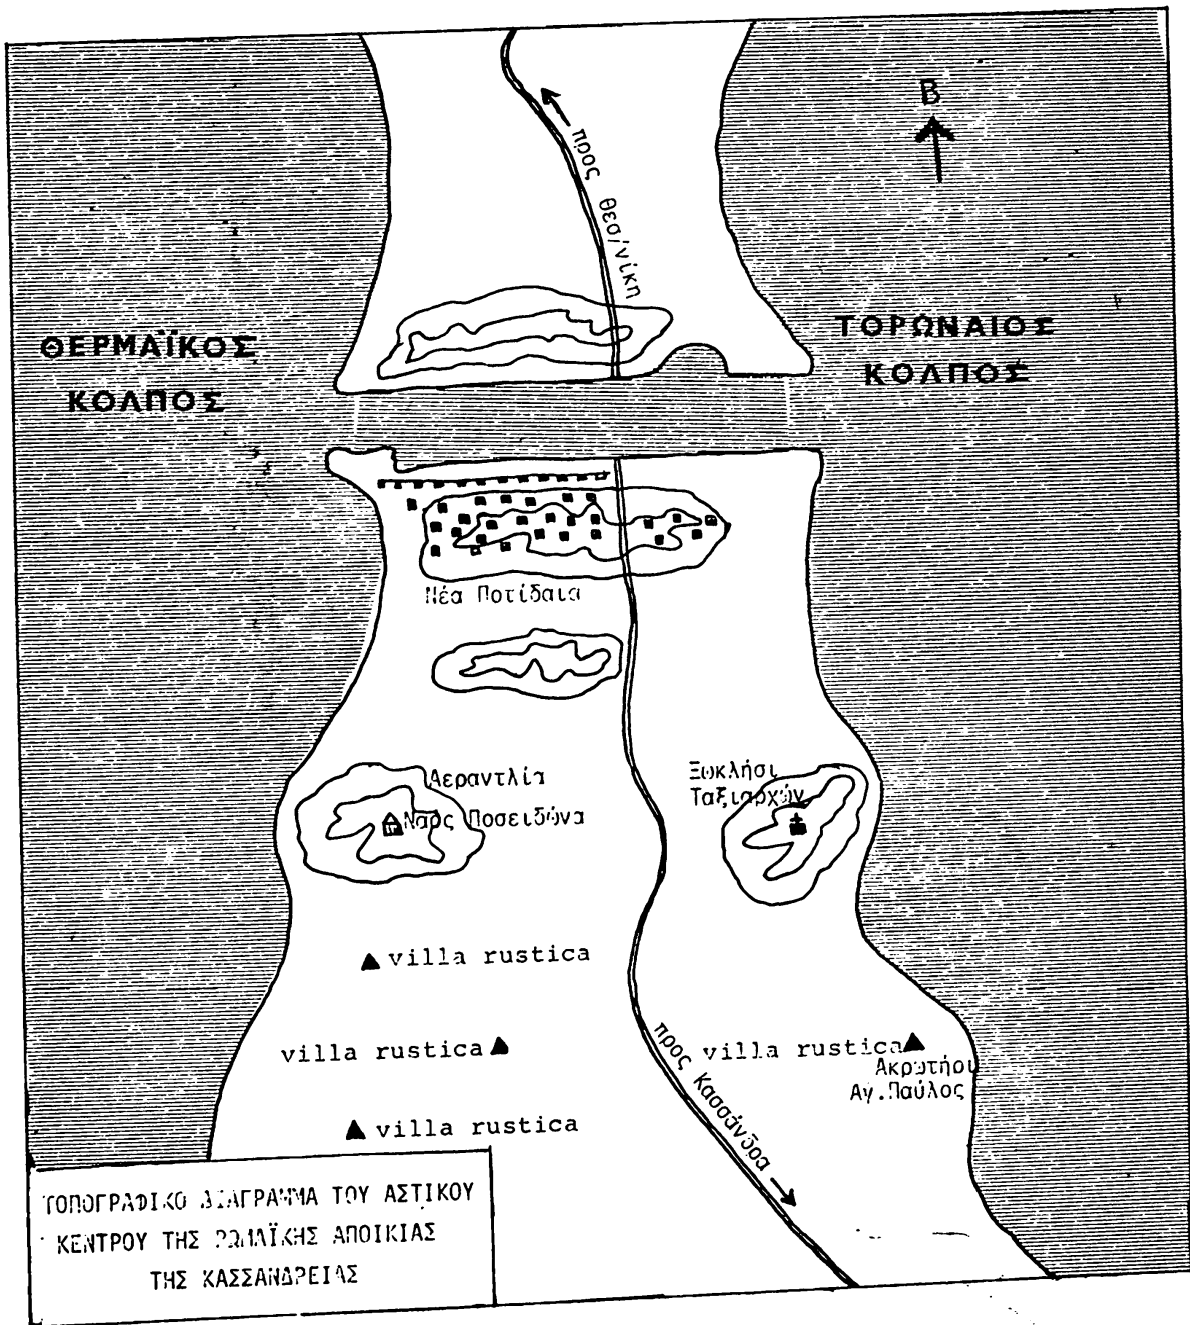 Β
προς θεσ/νίκη
ΘΕΡΜΑΪΚΟΣ
ΚΟΛΠΟΣ
ΤΟΡΩΝΑΙΟΣ
ΚΟΛΠΟΣ
Νέα Ποτίδαια
Αεραντλία
Ναός Ποσειδώνα
Ξωκλήσι
Ταξιαρχών
villa rustica
villa rustica
villa rustica
Ακρωτήρι
Αγ.Παύλος
προς Κασσάνδρα
villa rustica
ΤΟΠΟΓΡΑΦΙΚΟ ΔΙΑΓΡΑΜΜΑ ΤΟΥ ΑΣΤΙΚΟΥ
ΚΕΝΤΡΟΥ ΤΗΣ ΡΩΜΑΪΚΗΣ ΑΠΟΙΚΙΑΣ
ΤΗΣ ΚΑΣΣΑΝΔΡΕΙΑΣ